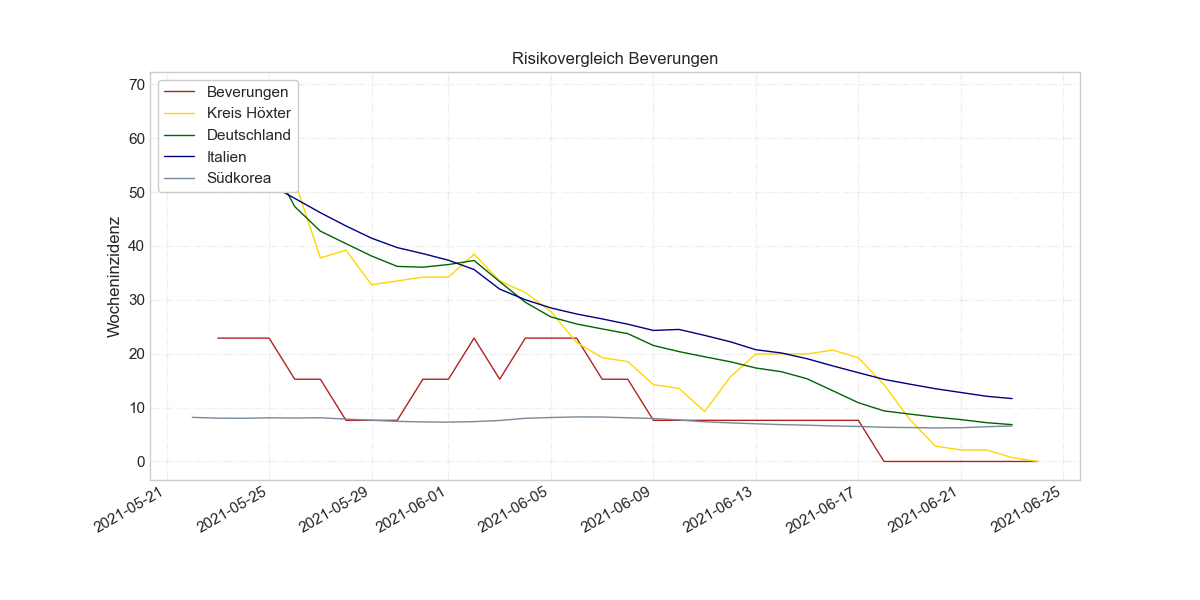 Risikovergleich Beverungen
Wocheninzidenz
70
60
50
40
30
20
10
0
Beverungen
Kreis Höxter
Deutschland
Italien
Südkorea
2021-05-21
2021-05-25
2021-05-29
2021-06-01
2021-06-05
2021-06-09
2021-06-13
2021-06-17
2021-06-21
2021-06-25